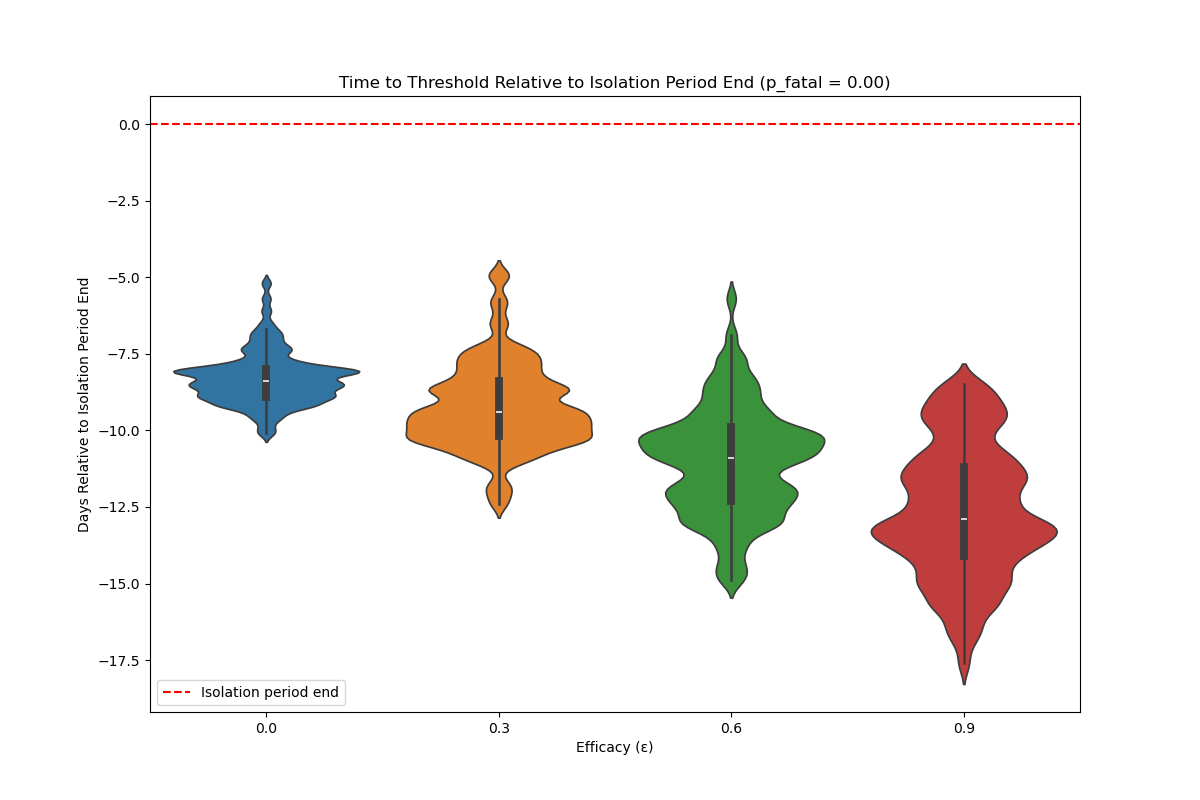 Time to Threshold Relative to Isolation Period End (p_fatal = 0.00)
Days Relative to Isolation Period End
0.0
−2.5
−5.0
−7.5
−10.0
−12.5
−15.0
−17.5
Isolation period end
0.0 0.3 0.6 0.9
Efficacy (ε)